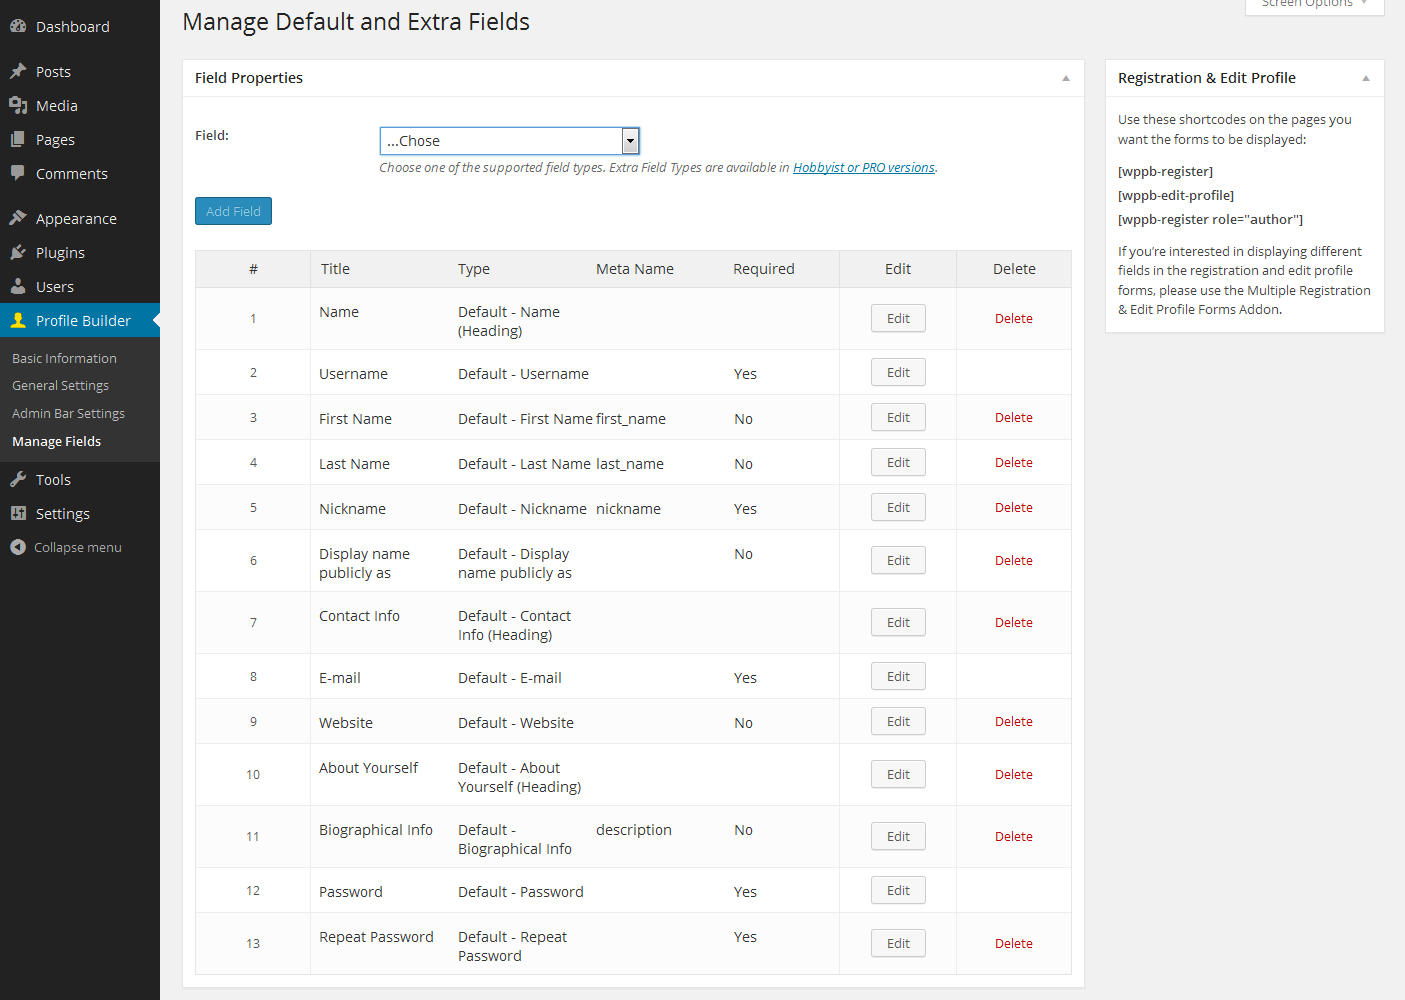 Dashboard
Posts
Media
Pages
Comments
Appearance
Plugins
Users
Profile Builder
Basic Information
General Settings
Admin Bar Settings
Manage Fields
Tools
Settings
Collapse menu
Screen Options
Manage Default and Extra Fields
Field Properties
Field:
...Chose
Choose one of the supported field types. Extra Field Types are available in Hobbyist or PRO versions.
Add Field
# Title Type Meta Name Required Edit Delete
1 Name Default - Name Edit Delete
(Heading)
2 Username Default - Username Yes Edit
3 First Name Default - First Name first_name No Edit Delete
4 Last Name Default - Last Name last_name No Edit Delete
5 Nickname Default - Nickname nickname Yes Edit Delete
6 Display name Default - Display No Edit Delete
publicly as name publicly as
7 Contact Info Default - Contact Edit Delete
Info (Heading)
8 E-mail Default - E-mail Yes Edit
9 Website Default - Website No Edit Delete
10 About Yourself Default - About Edit Delete
Yourself (Heading)
11 Biographical Info Default - description No Edit Delete
Biographical Info
12 Password Default - Password Yes Edit
13 Repeat Password Default - Repeat Yes Edit Delete
Password
Registration & Edit Profile
Use these shortcodes on the pages you
want the forms to be displayed:
[wppb-register]
[wppb-edit-profile]
[wppb-register role="author"]
If you're interested in displaying different
fields in the registration and edit profile
forms, please use the Multiple Registration
& Edit Profile Forms Addon.